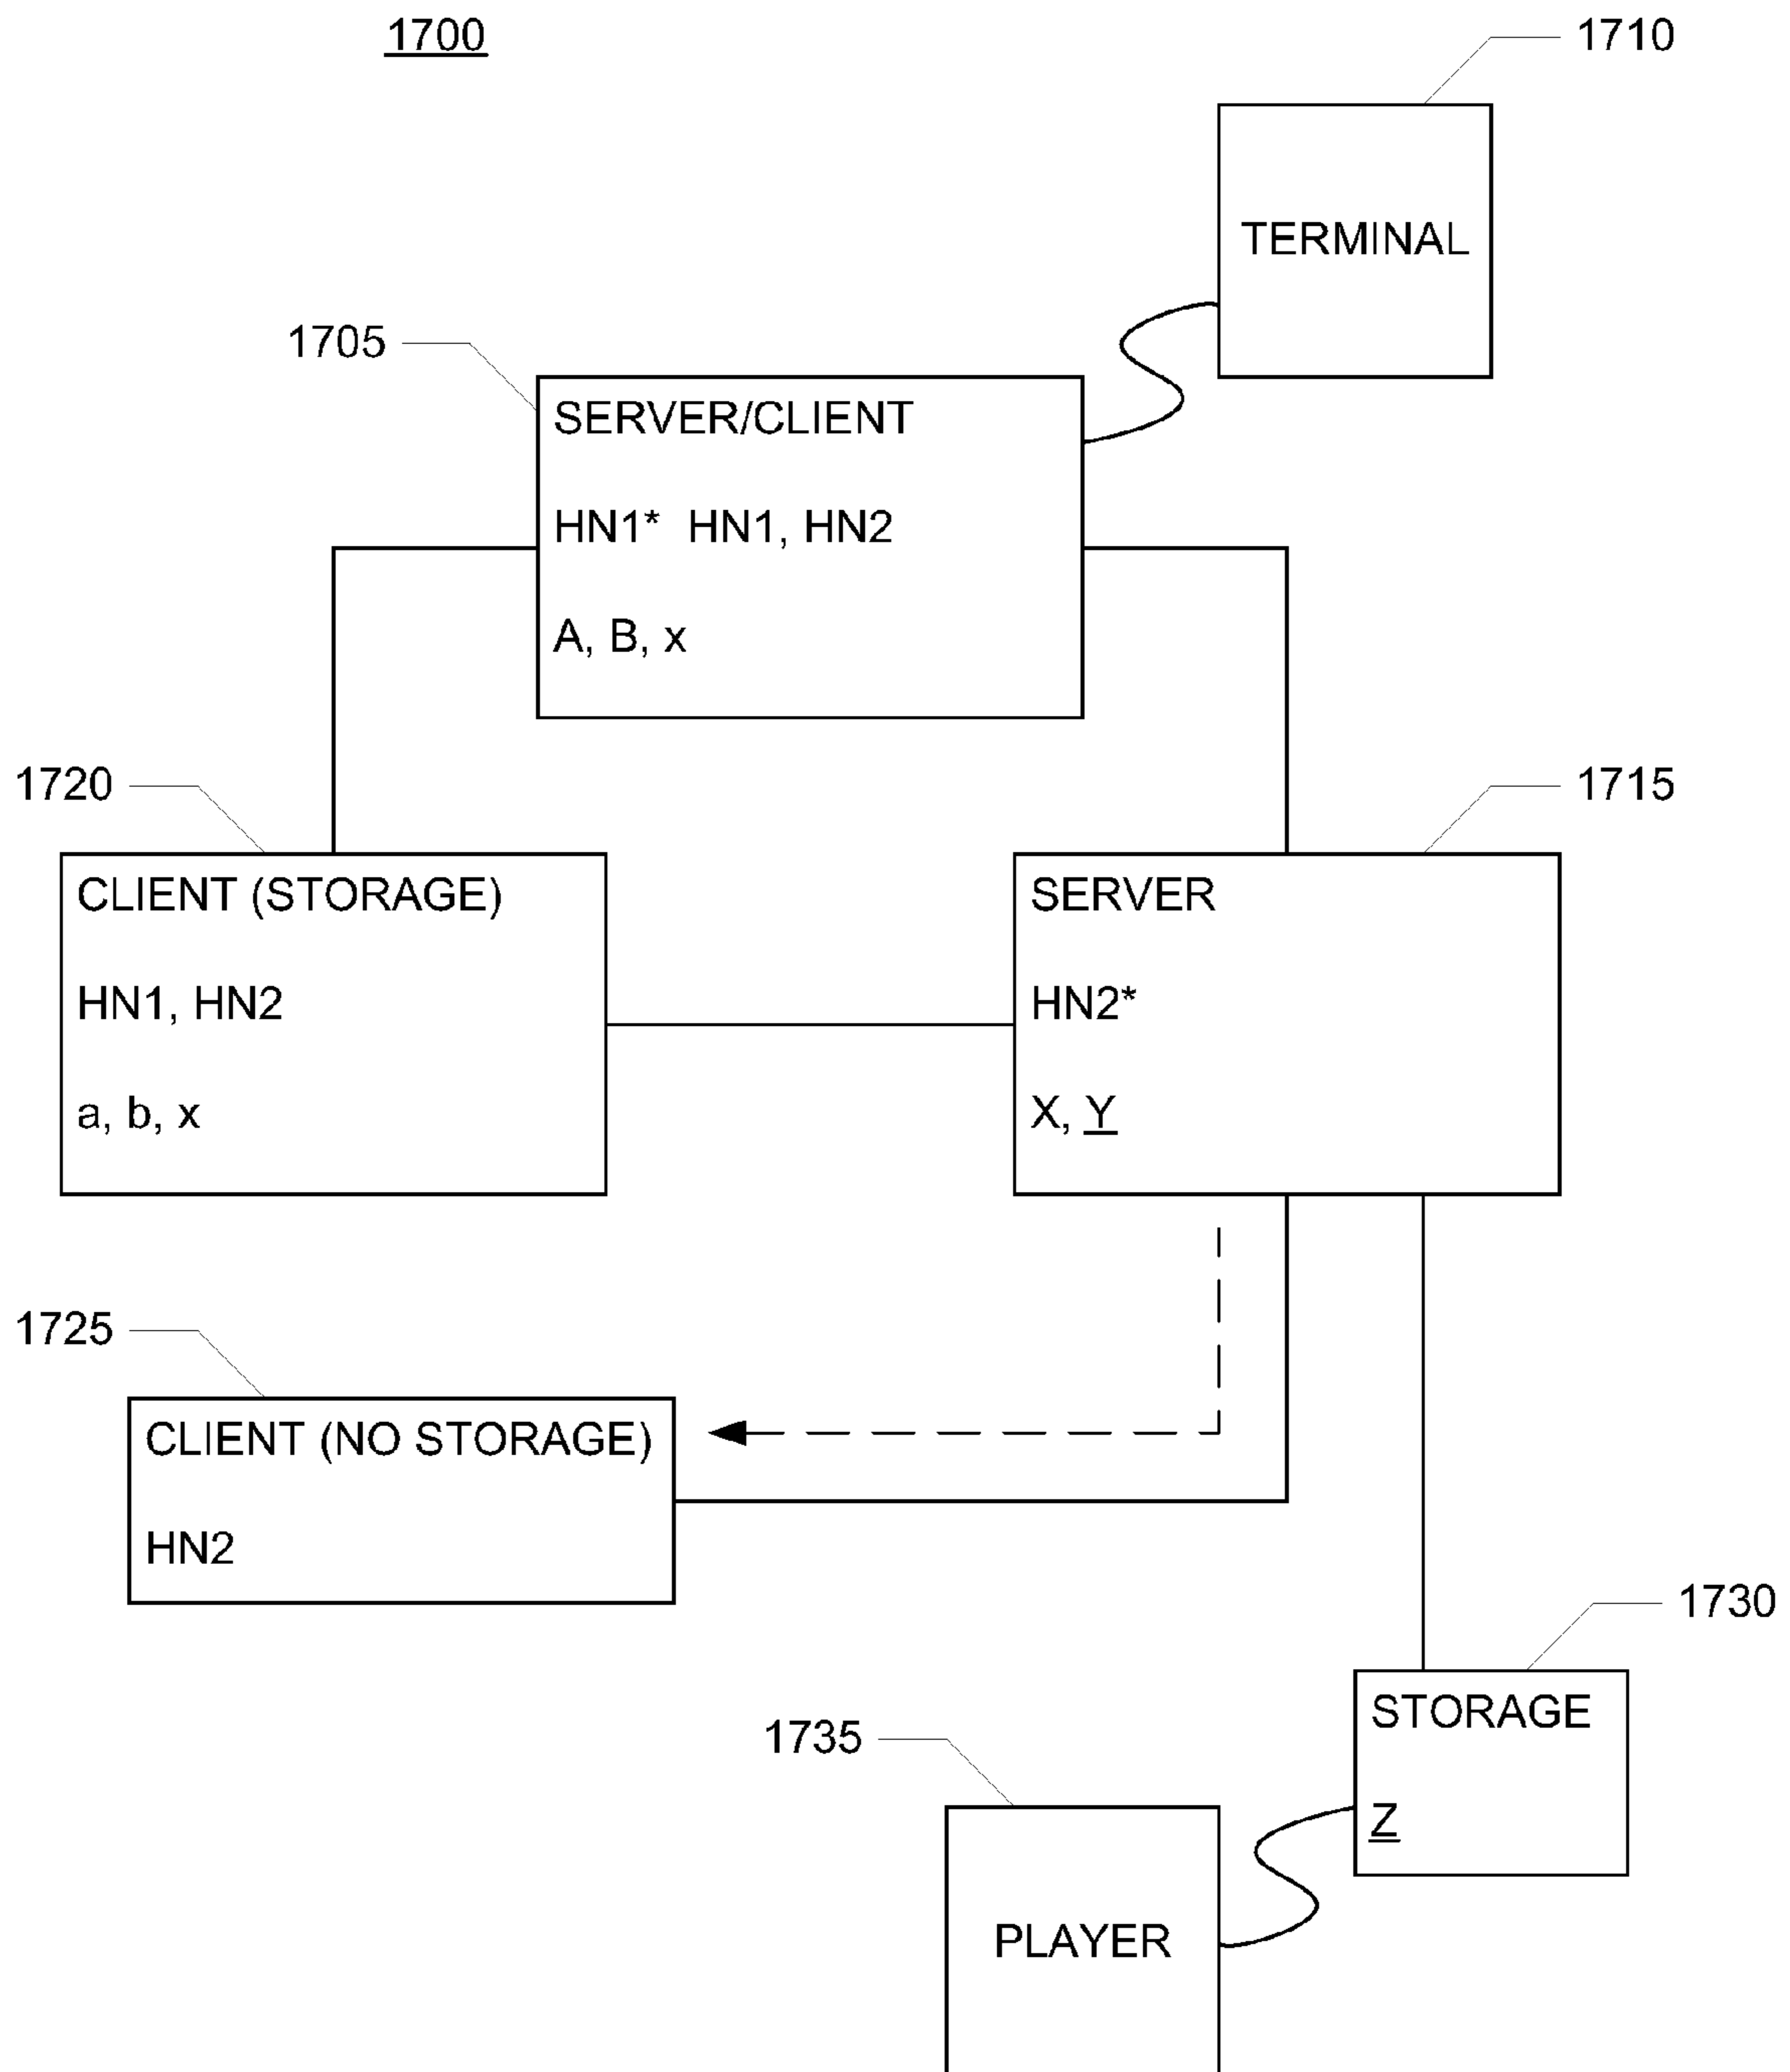 1700
1710
TERMINAL
1705
SERVER/CLIENT
HN1* HN1, HN2
A, B, x
1720
CLIENT (STORAGE)
HN1, HN2
a, b, x
1715
SERVER
HN2*
X, Y
1725
CLIENT (NO STORAGE)
HN2
1730
STORAGE
Z
1735
PLAYER